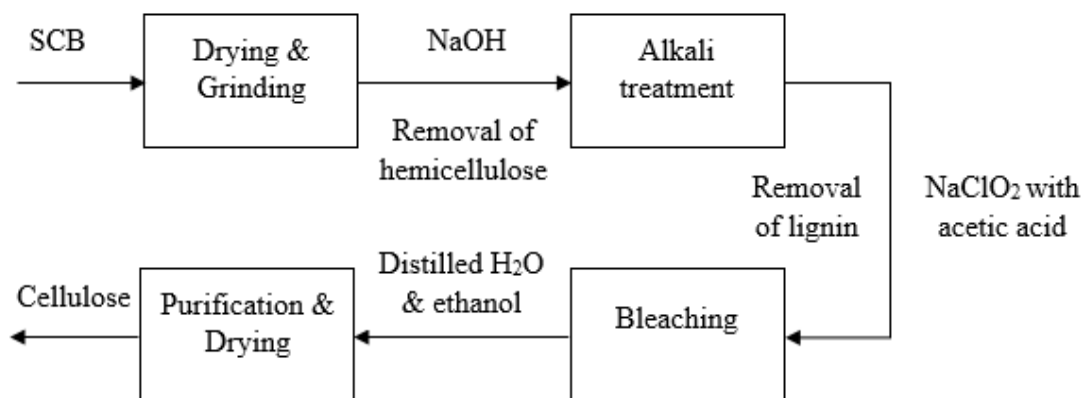 SCB
Drying &
Grinding
NaOH
Removal of
hemicellulose
Alkali
treatment
Removal
of lignin
NaClO2 with
acetic acid
Bleaching
Distilled H2O
& ethanol
Purification &
Drying
Cellulose